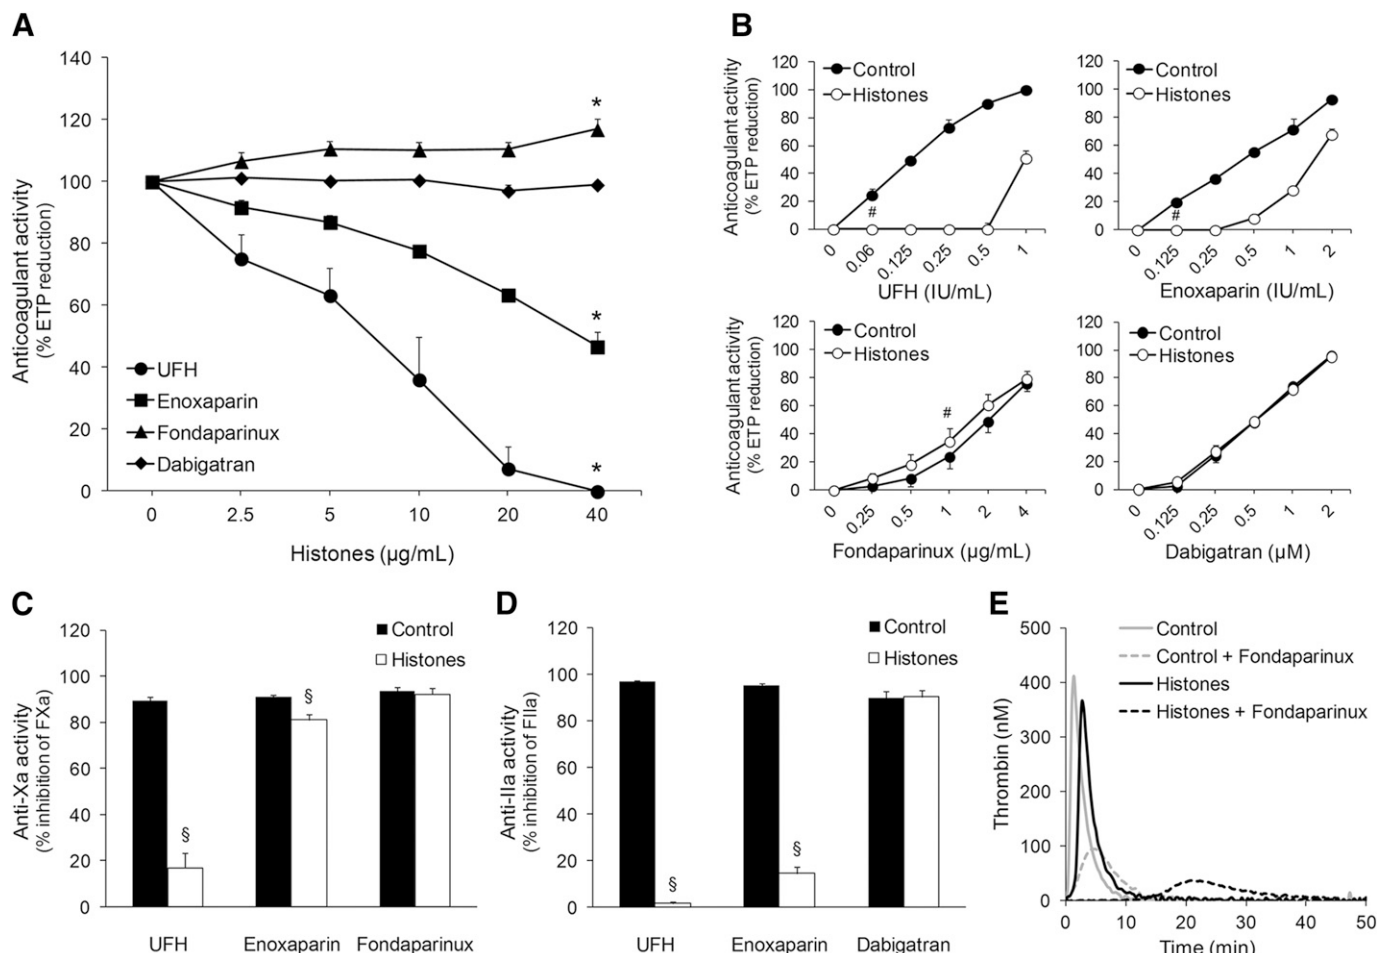 A
Anticoagulant activity
(% ETP reduction)
140
120
100
80
60
40
20
0
*
*
*
UFH
Enoxaparin
Fondaparinux
Dabigatran
0 2.5 5 10 20 40
Histones (µg/mL)
B
Anticoagulant activity
(% ETP reduction)
120
100
80
60
40
20
0
Control
Histones
#
0 0.06 0.125 0.25 0.5 1
UFH (IU/mL)
120
100
80
60
40
20
0
Control
Histones
#
0 0.125 0.25 0.5 1 2
Enoxaparin (IU/mL)
Anticoagulant activity
(% ETP reduction)
120
100
80
60
40
20
0
Control
Histones
#
0 0.25 0.5 1 2 4
Fondaparinux (µg/mL)
120
100
80
60
40
20
0
Control
Histones
0 0.125 0.25 0.5 1 2
Dabigatran (µM)
C
Anti-Xa activity
(% inhibition of FXa)
120
100
80
60
40
20
0
Control
Histones
§
§
UFH Enoxaparin Fondaparinux
D
Anti-IIa activity
(% inhibition of FIIa)
120
100
80
60
40
20
0
Control
Histones
§
§
UFH Enoxaparin Dabigatran
E
Thrombin (nM)
500
400
300
200
100
0
Control
Control + Fondaparinux
Histones
Histones + Fondaparinux
0 10 20 30 40 50
Time (min)